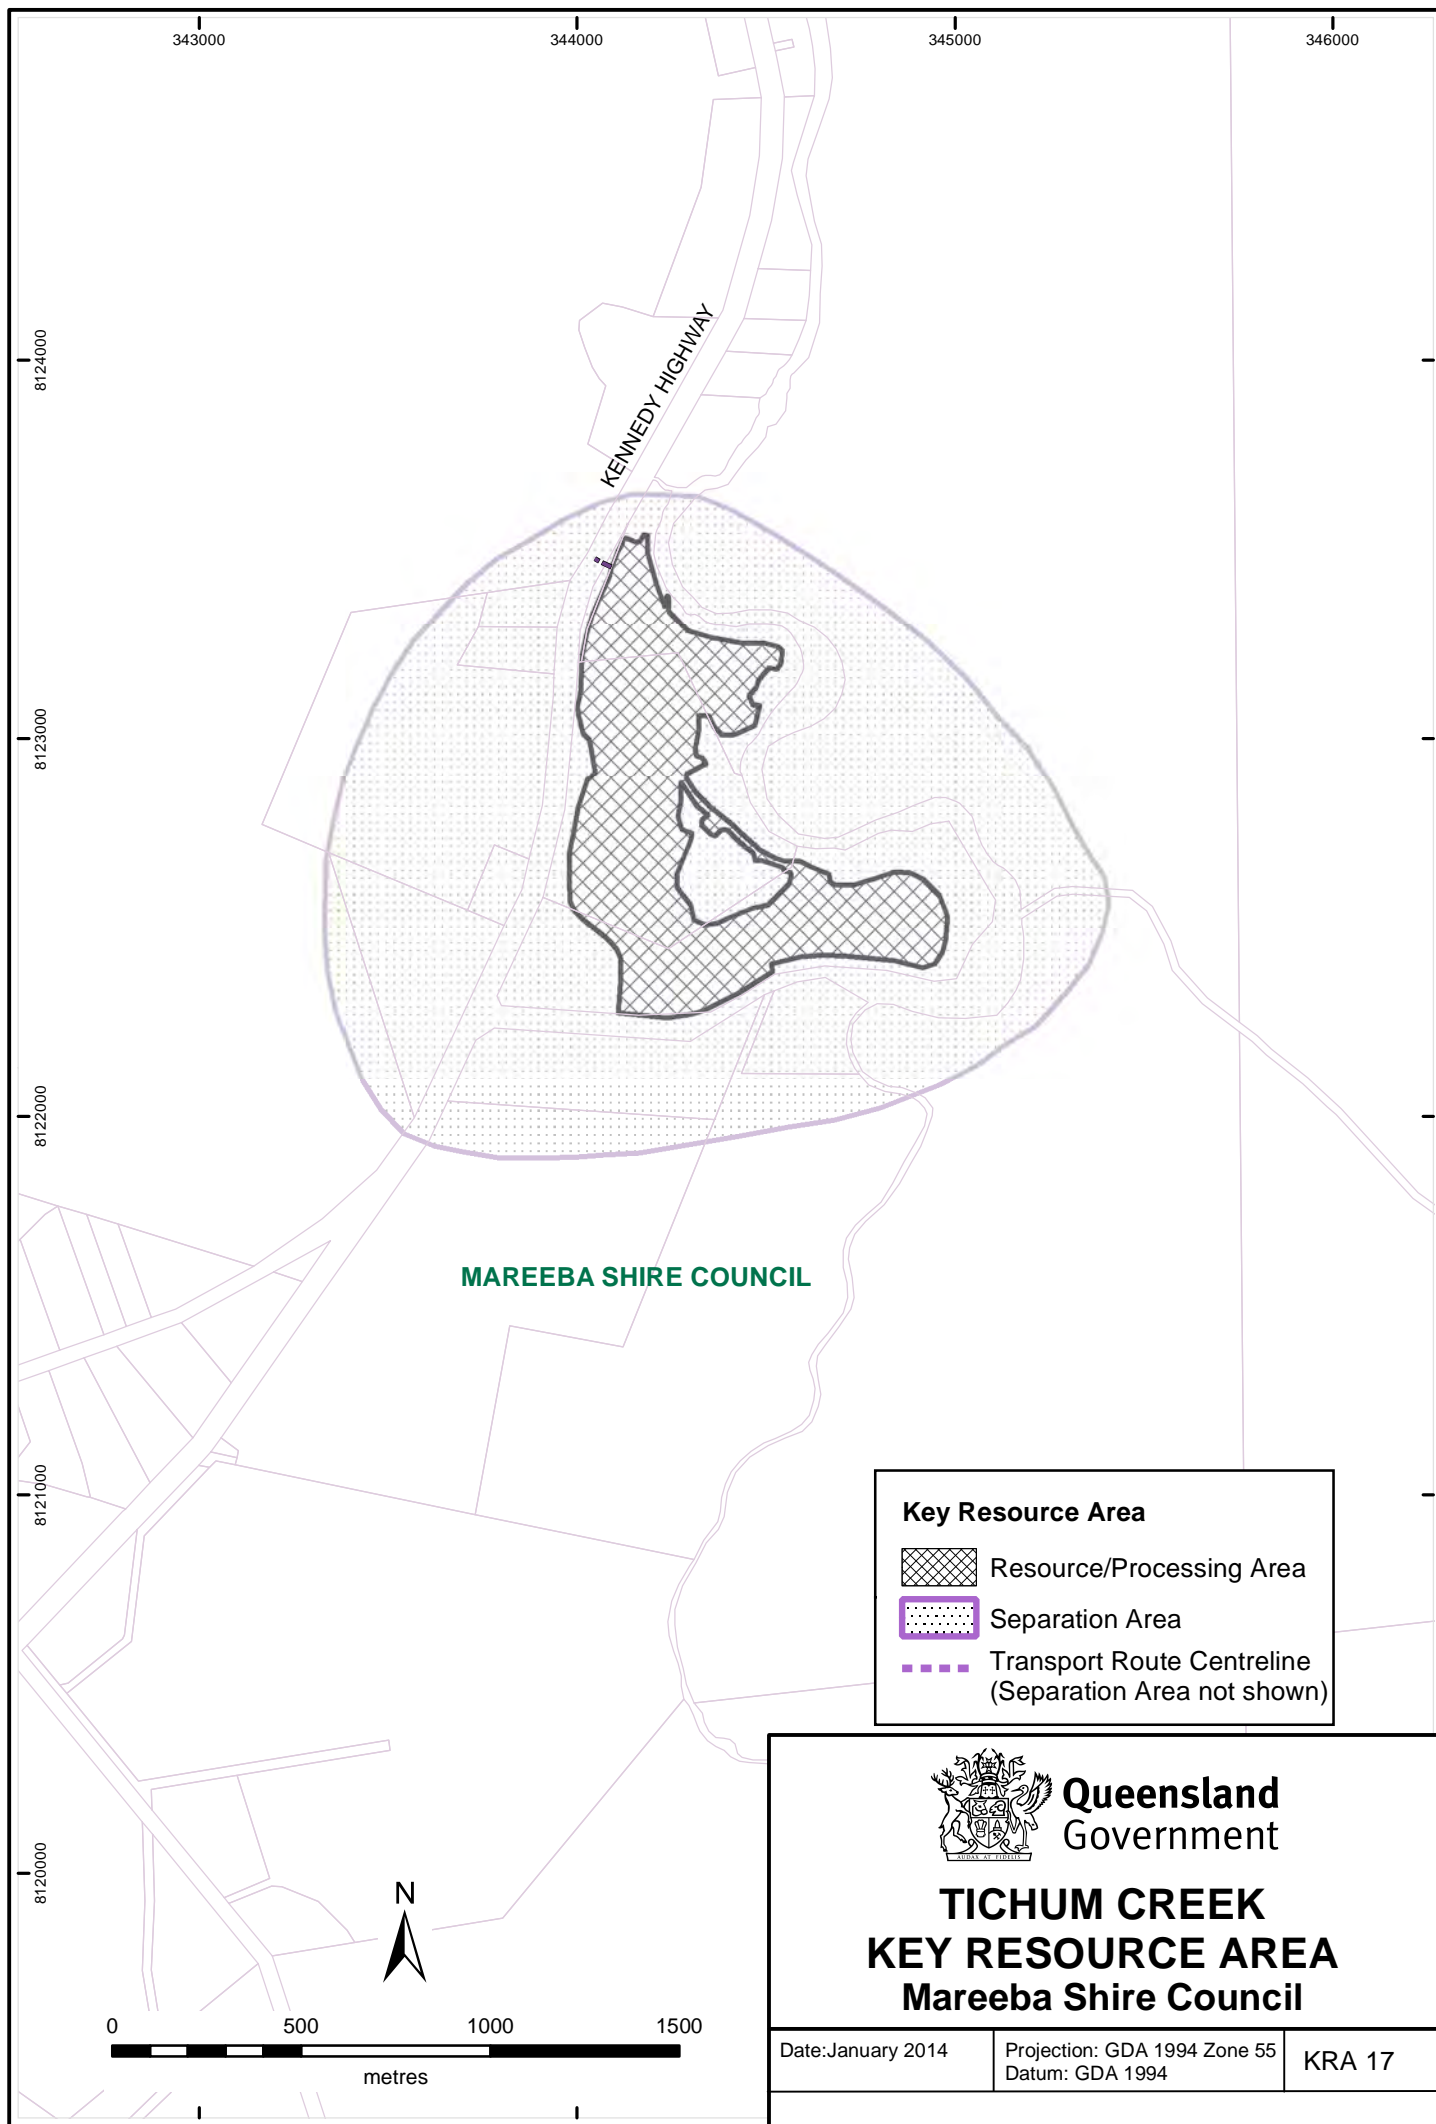 343000
344000
345000
346000
8124000
KENNEDY HIGHWAY
8123000
8122000
MAREEBA SHIRE COUNCIL
8121000
Key Resource Area
Resource/Processing Area
Separation Area
Transport Route Centreline
(Separation Area not shown)
8120000
Queensland
Government
AUDAX AT FIDELIS
N
TICHUM CREEK
KEY RESOURCE AREA
Mareeba Shire Council
0
500
1000
1500
metres
Date:January 2014
Projection: GDA 1994 Zone 55
Datum: GDA 1994
KRA 17